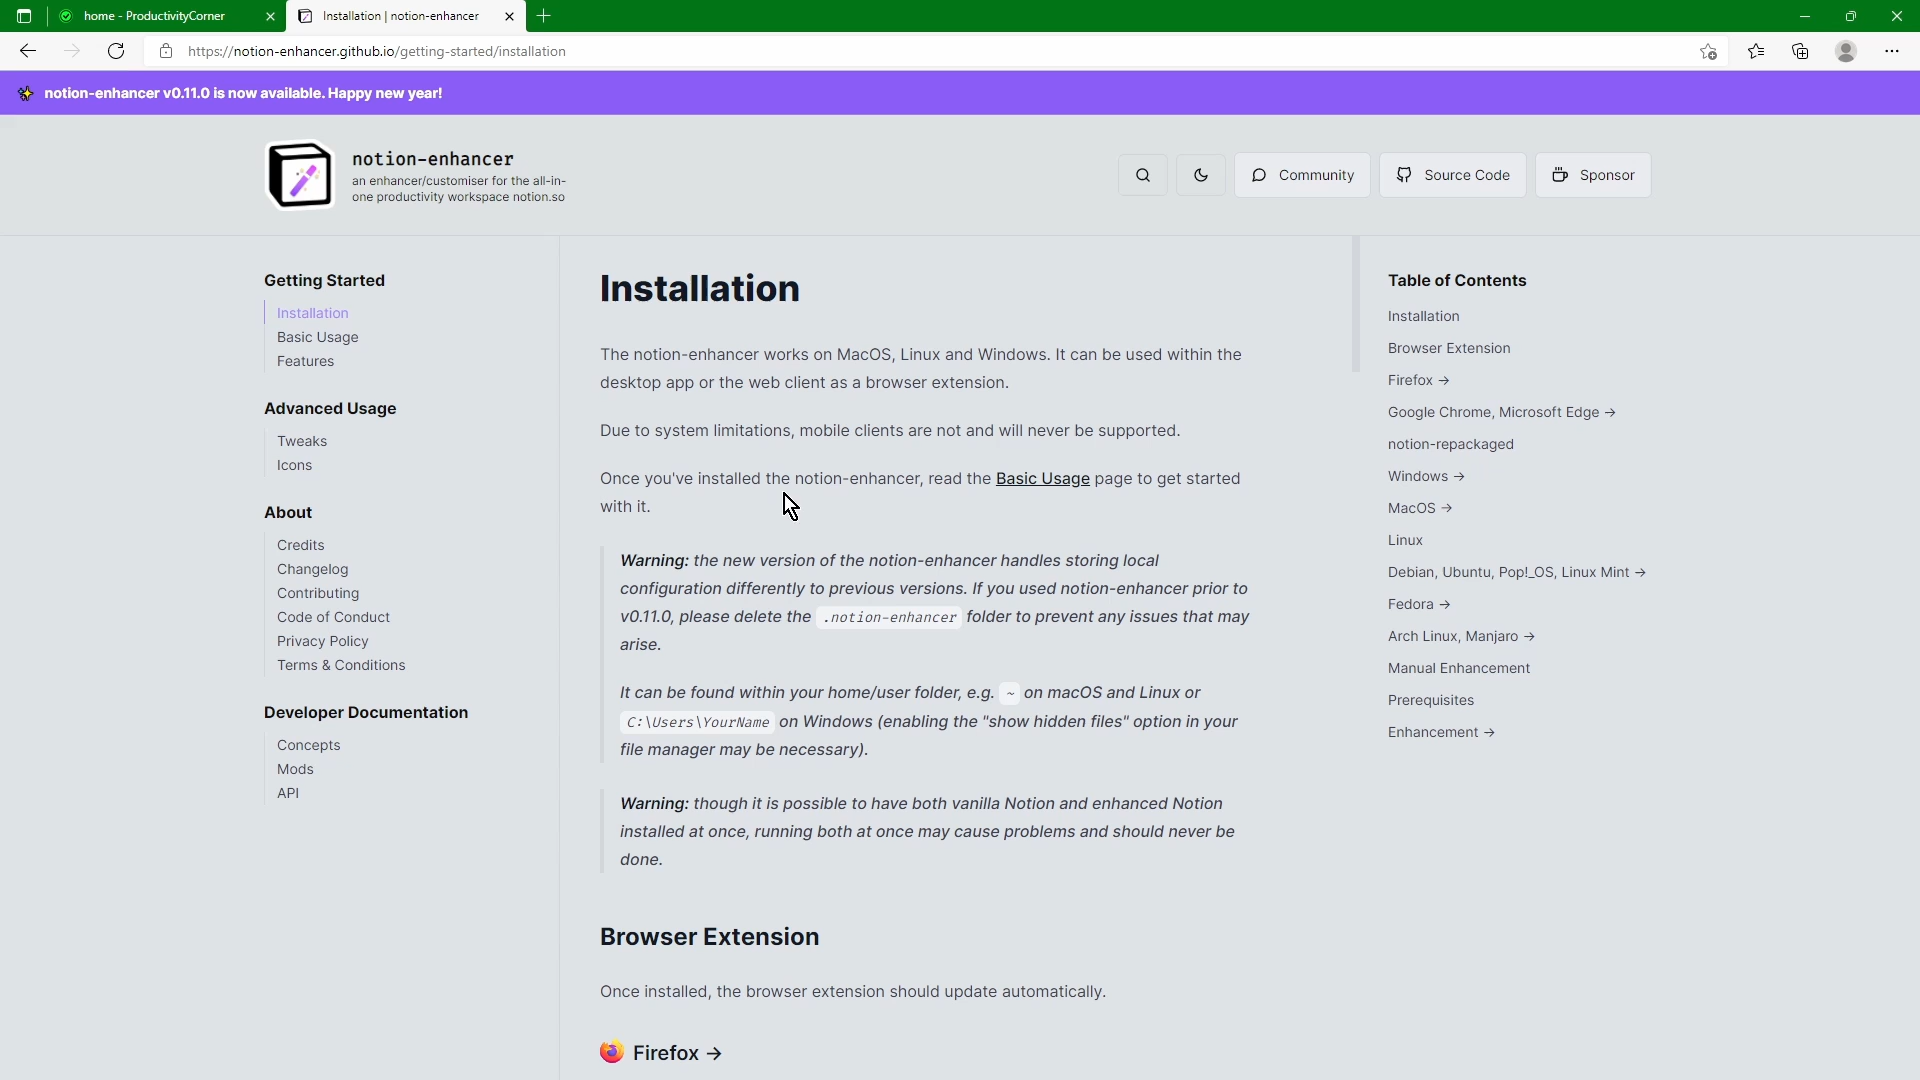 home - ProductivityCorner
Installation | notion-enhancer
https://notion-enhancer.github.io/getting-started/installation
notion-enhancer v0.11.0 is now available. Happy new year!
notion-enhancer
an enhancer/customiser for the all-in-
one productivity workspace notion.so
Community
Source Code
Sponsor
Getting Started
Installation
Basic Usage
Features
Advanced Usage
Tweaks
Icons
About
Credits
Changelog
Contributing
Code of Conduct
Privacy Policy
Terms & Conditions
Developer Documentation
Concepts
Mods
API
Installation
The notion-enhancer works on MacOS, Linux and Windows. It can be used within the
desktop app or the web client as a browser extension.
Due to system limitations, mobile clients are not and will never be supported.
Once you've installed the notion-enhancer, read the Basic Usage page to get started
with it.
Warning: the new version of the notion-enhancer handles storing local
configuration differently to previous versions. If you used notion-enhancer prior to
v0.11.0, please delete the .notion-enhancer folder to prevent any issues that may
arise.
It can be found within your home/user folder, e.g. ~ on macOS and Linux or
C:\Users\YourName on Windows (enabling the "show hidden files" option in your
file manager may be necessary).
Warning: though it is possible to have both vanilla Notion and enhanced Notion
installed at once, running both at once may cause problems and should never be
done.
Browser Extension
Once installed, the browser extension should update automatically.
Firefox →
Table of Contents
Installation
Browser Extension
Firefox →
Google Chrome, Microsoft Edge →
notion-repackaged
Windows →
MacOS →
Linux
Debian, Ubuntu, Pop!_OS, Linux Mint →
Fedora →
Arch Linux, Manjaro →
Manual Enhancement
Prerequisites
Enhancement →